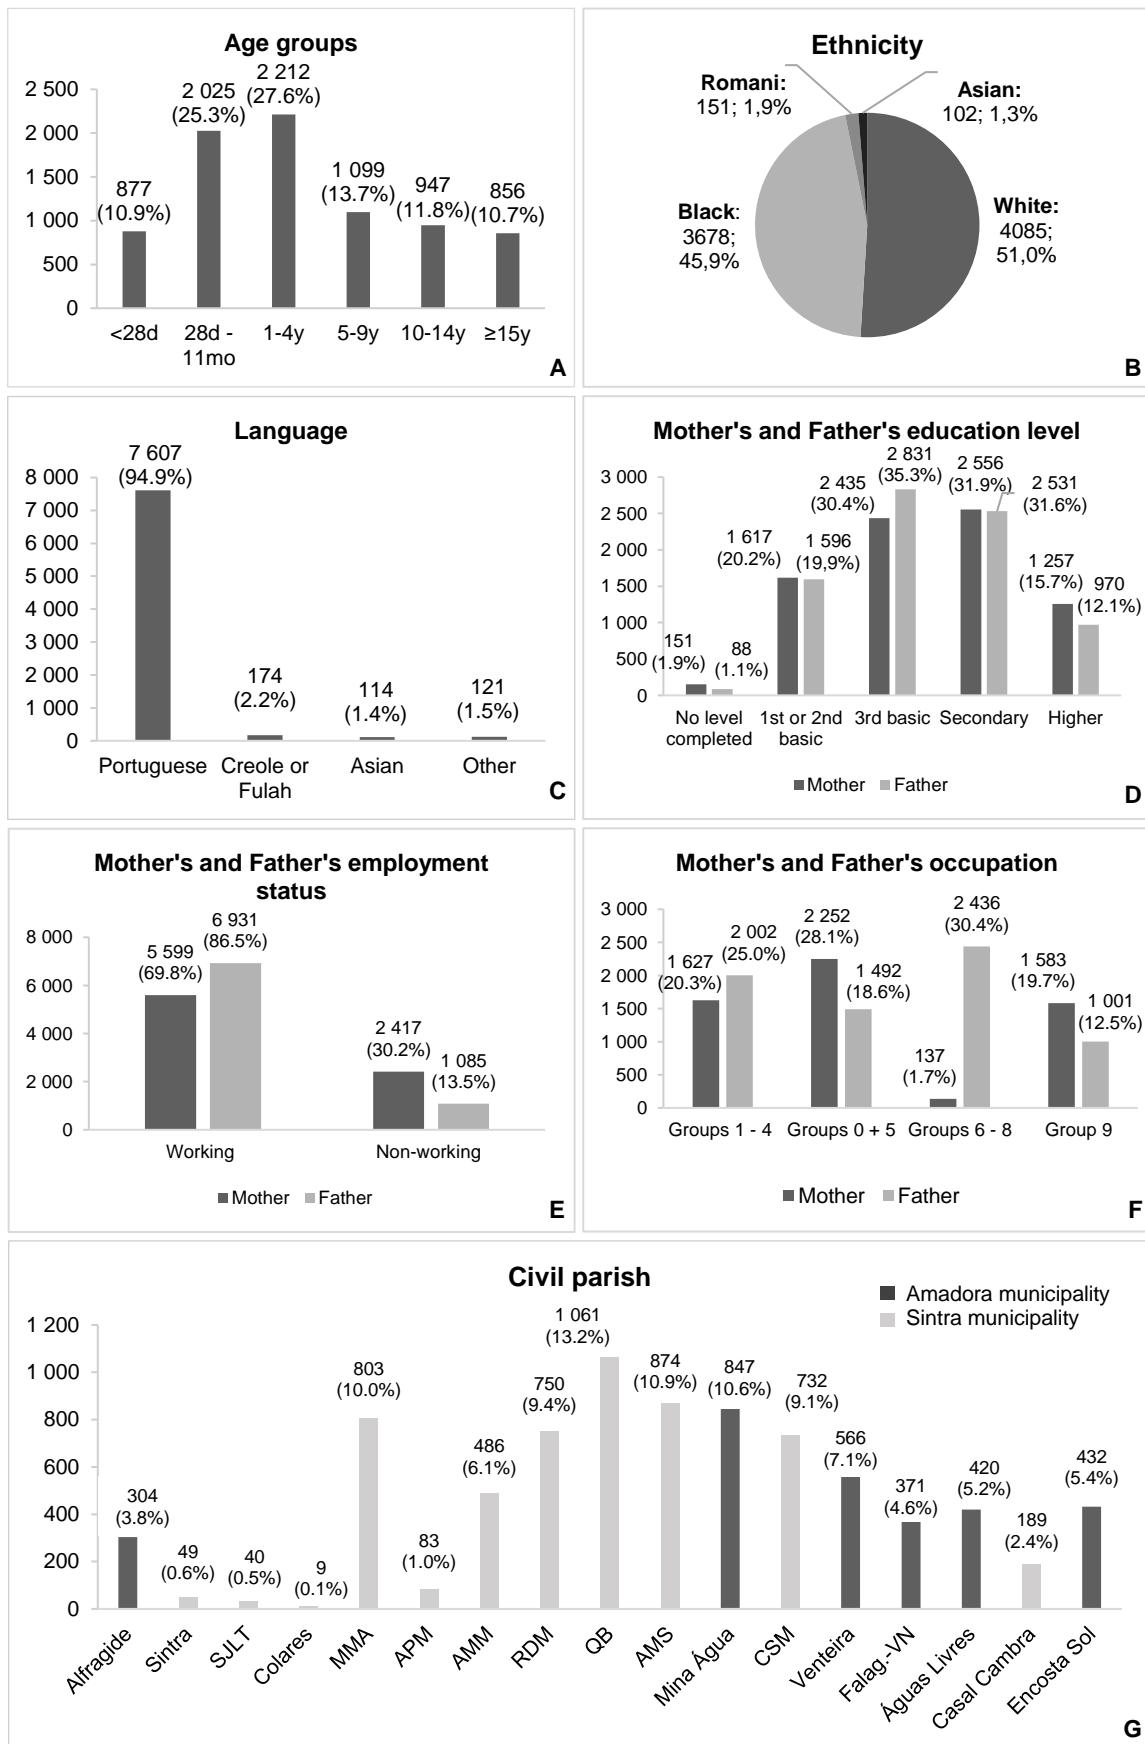 Age groups
2 500
2 000
1 500
1 000
500
0
877
(10.9%)
2 025
(25.3%)
2 212
(27.6%)
1 099
(13.7%)
947
(11.8%)
856
(10.7%)
<28d
28d -
11mo
1-4y
5-9y
10-14y
≥15y
A
Ethnicity
Romani:
151; 1,9%
Asian:
102; 1,3%
Black:
3678;
45,9%
White:
4085;
51,0%
B
Language
8 000
7 000
6 000
5 000
4 000
3 000
2 000
1 000
0
7 607
(94.9%)
174
(2.2%)
114
(1.4%)
121
(1.5%)
Portuguese
Creole or
Fulah
Asian
Other
C
Mother's and Father's education level
3 000
2 500
2 000
1 500
1 000
500
0
151
(1.9%)
88
(1.1%)
1 617
(20.2%)
1 596
(19,9%)
2 435
(30.4%)
2 831
(35.3%)
2 556
(31.9%)
2 531
(31.6%)
1 257
(15.7%)
970
(12.1%)
No level
completed
1st or 2nd
basic
3rd basic
Secondary
Higher
Mother
Father
D
Mother's and Father's employment
status
8 000
6 000
4 000
2 000
0
5 599
(69.8%)
6 931
(86.5%)
2 417
(30.2%)
1 085
(13.5%)
Working
Non-working
Mother
Father
E
Mother's and Father's occupation
3 000
2 500
2 000
1 500
1 000
500
0
1 627
(20.3%)
2 002
(25.0%)
2 252
(28.1%)
1 492
(18.6%)
137
(1.7%)
2 436
(30.4%)
1 583
(19.7%)
1 001
(12.5%)
Groups 1 - 4
Groups 0 + 5
Groups 6 - 8
Group 9
Mother
Father
F
Civil parish
Amadora municipality
Sintra municipality
1 200
1 000
800
600
400
200
0
304
(3.8%)
49
(0.6%)
40
(0.5%)
9
(0.1%)
803
(10.0%)
83
(1.0%)
486
(6.1%)
750
(9.4%)
1 061
(13.2%)
874
(10.9%)
847
(10.6%)
732
(9.1%)
566
(7.1%)
371
(4.6%)
420
(5.2%)
189
(2.4%)
432
(5.4%)
Alfragide
Sintra
SJLT
Colares
MMA
APM
AMM
RDM
QB
AMS
Mina Água
CSM
Venteira
Falag.-VN
Águas Livres
Casal Cambra
Encosta Sol
G